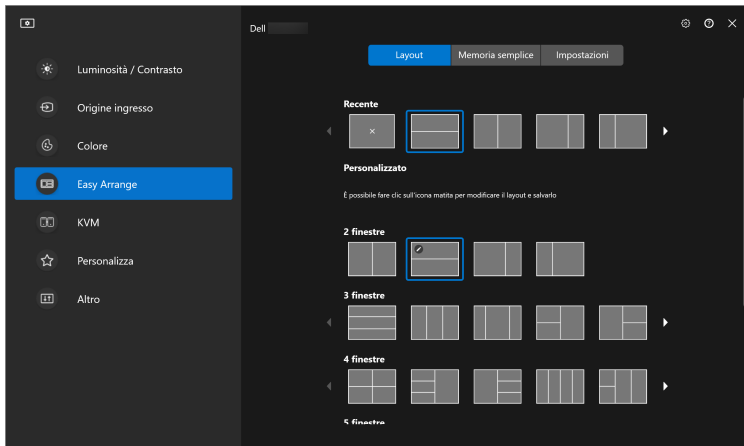 Dell
Layout
Memoria semplice
Impostazioni
Luminosità / Contrasto
Origine ingresso
Colore
Easy Arrange
KVM
Personalizza
Altro
Recente
Personalizzato
È possibile fare clic sull'icona matita per modificare il layout e salvarlo
2 finestre
3 finestre
4 finestre
5 finestre